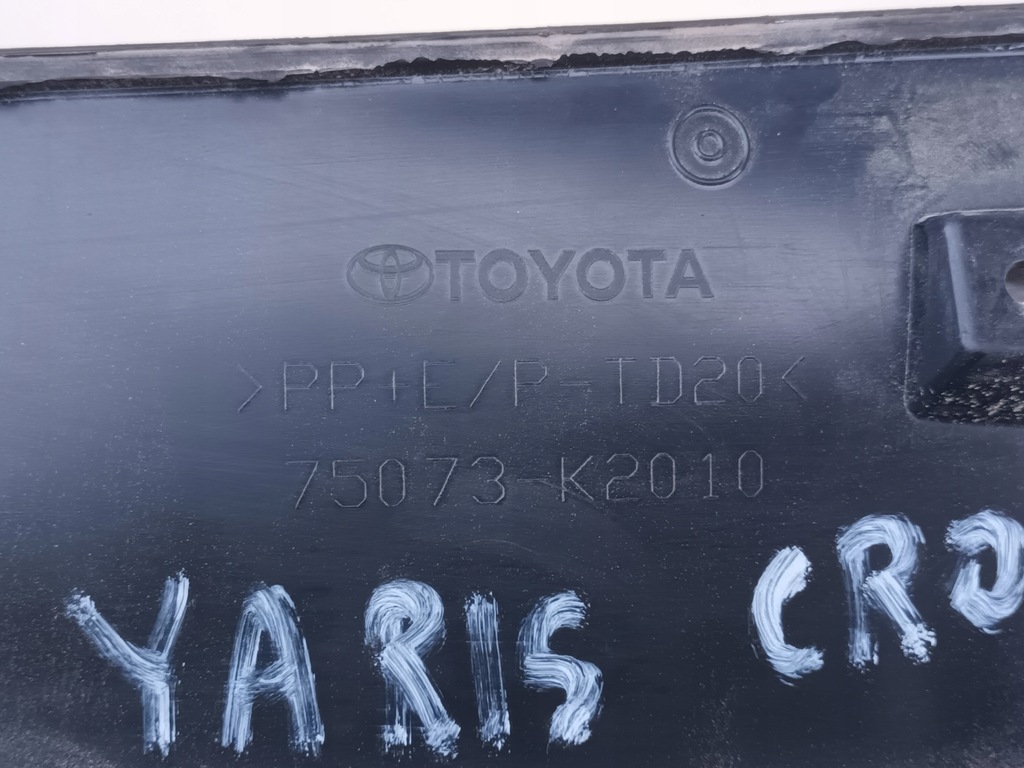 TOYOTA
>PP+E/P-TD20<
75073-K2010
YARIS CRO